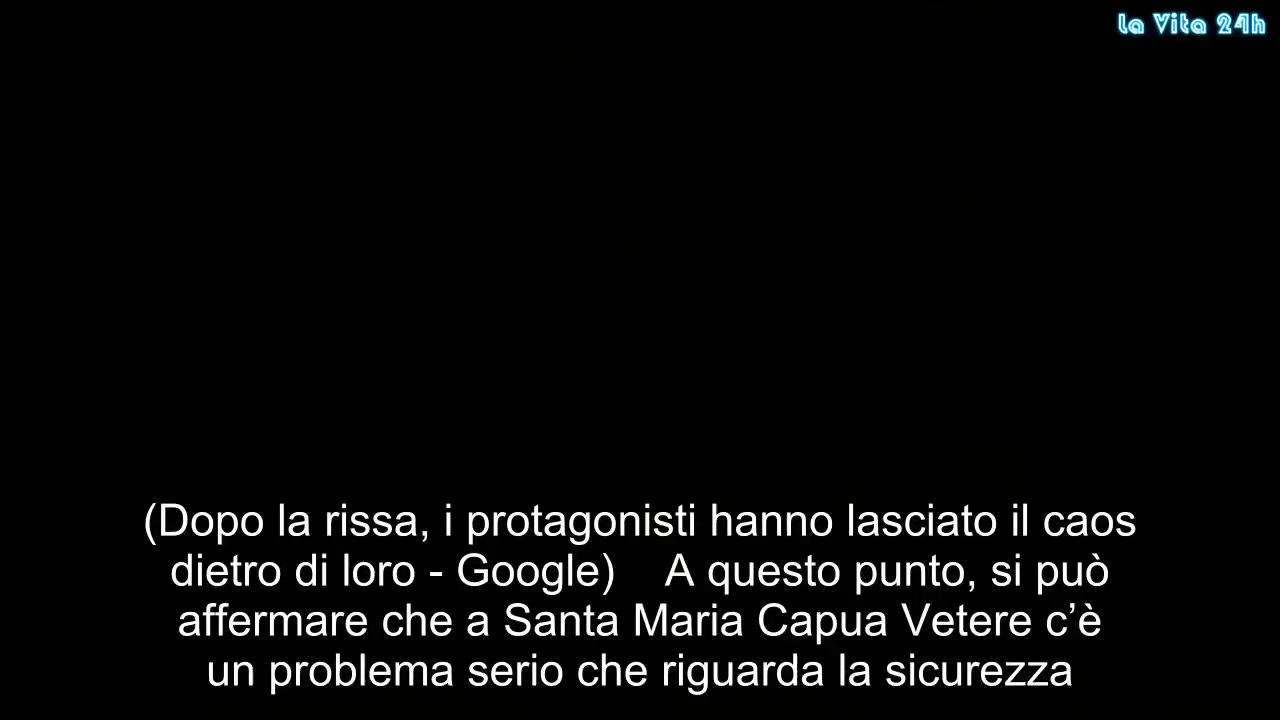 La Vita 24h
(Dopo la rissa, i protagonisti hanno lasciato il caos
dietro di loro - Google)    A questo punto, si può
affermare che a Santa Maria Capua Vetere c’è
un problema serio che riguarda la sicurezza